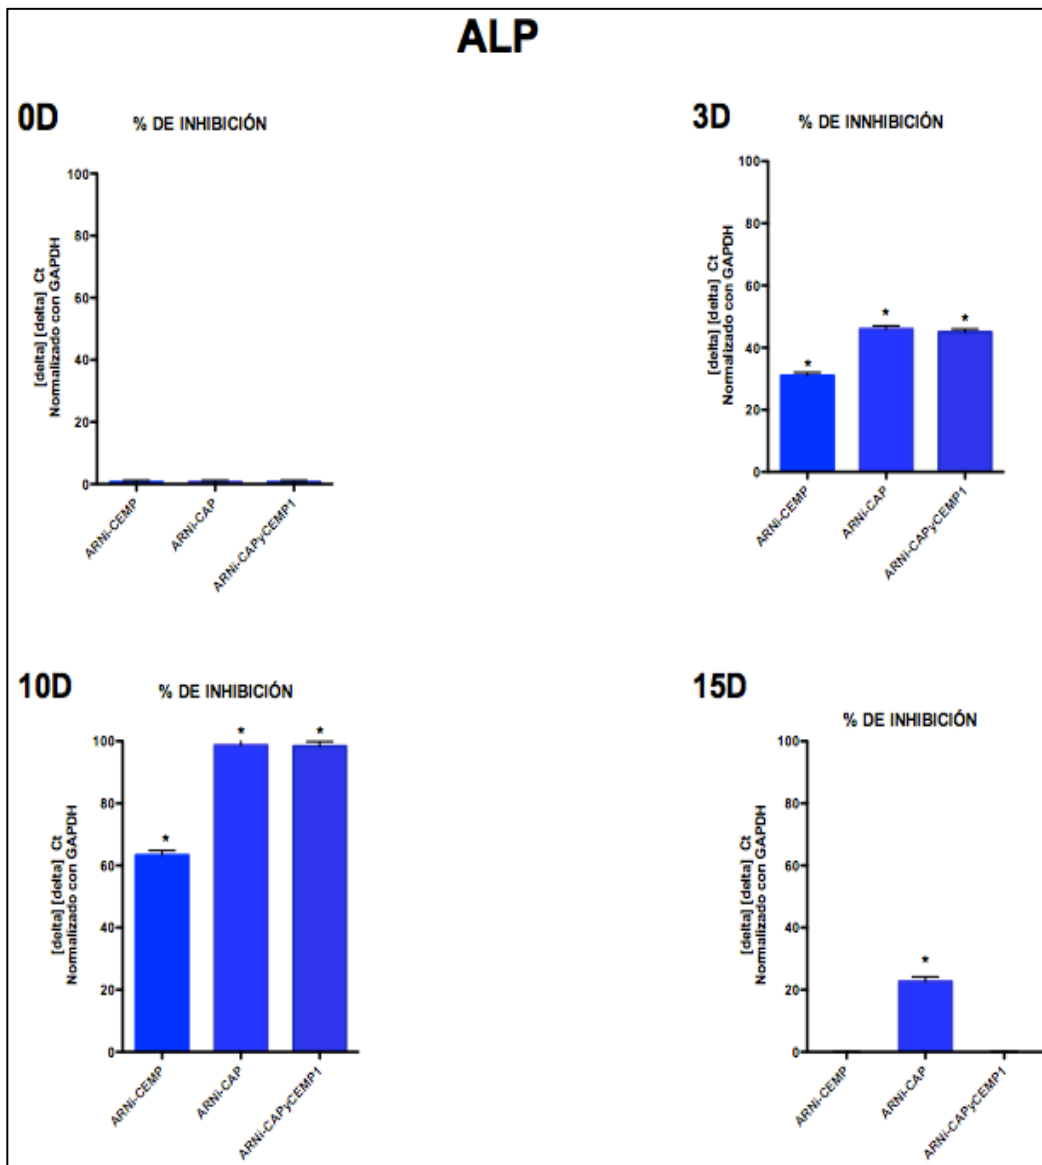 ALP
0D
% DE INHIBICIÓN
[delta] [delta] Ct
Normalizado con GAPDH
100
80
60
40
20
0
ARNi-CEMP
ARNi-CAP
ARNi-CAPyCEMP1
3D
% DE INNHIBICIÓN
[delta] [delta] Ct
Normalizado con GAPDH
100
80
60
40
20
0
*
*
*
ARNi-CEMP
ARNi-CAP
ARNi-CAPyCEMP1
10D
% DE INHIBICIÓN
[delta] [delta] Ct
Normalizado con GAPDH
100
80
60
40
20
0
*
*
*
ARNi-CEMP
ARNi-CAP
ARNi-CAPyCEMP1
15D
% DE INHIBICIÓN
[delta] [delta] Ct
Normalizado con GAPDH
100
80
60
40
20
0
*
ARNi-CEMP
ARNi-CAP
ARNi-CAPyCEMP1